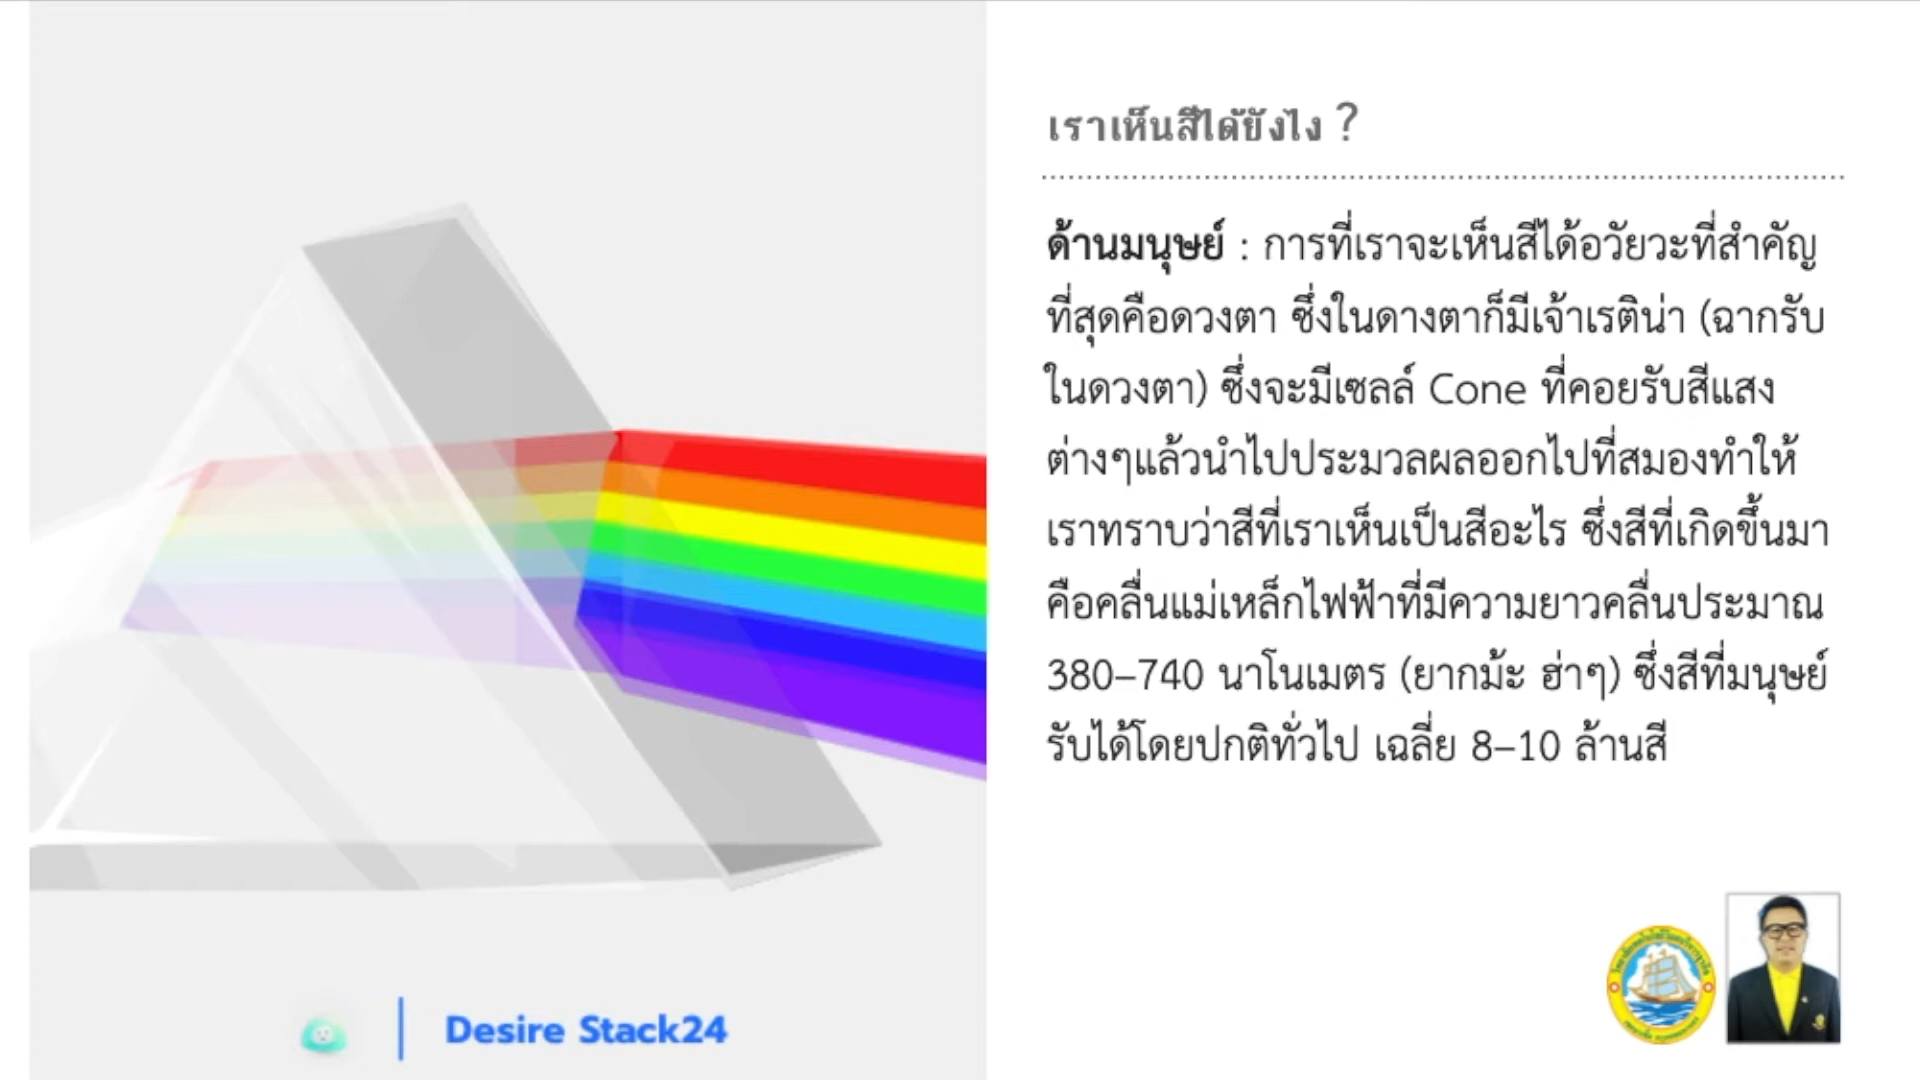 เราเห็นสีได้ยังไง ?
ด้านมนุษย์ : การที่เราจะเห็นสีได้อวัยวะที่สำคัญ
ที่สุดคือดวงตา ซึ่งในดางตาก็มีเจ้าเรติน่า (ฉากรับ
ในดวงตา) ซึ่งจะมีเซลล์ Cone ที่คอยรับสีแสง
ต่างๆแล้วนำไปประมวลผลออกไปที่สมองทำให้
เราทราบว่าสีที่เราเห็นเป็นสีอะไร ซึ่งสีที่เกิดขึ้นมา
คือคลื่นแม่เหล็กไฟฟ้าที่มีความยาวคลื่นประมาณ
380–740 นาโนเมตร (ยากม้ะ ฮ่าๆ) ซึ่งสีที่มนุษย์
รับได้โดยปกติทั่วไป เฉลี่ย 8–10 ล้านสี
Desire Stack24